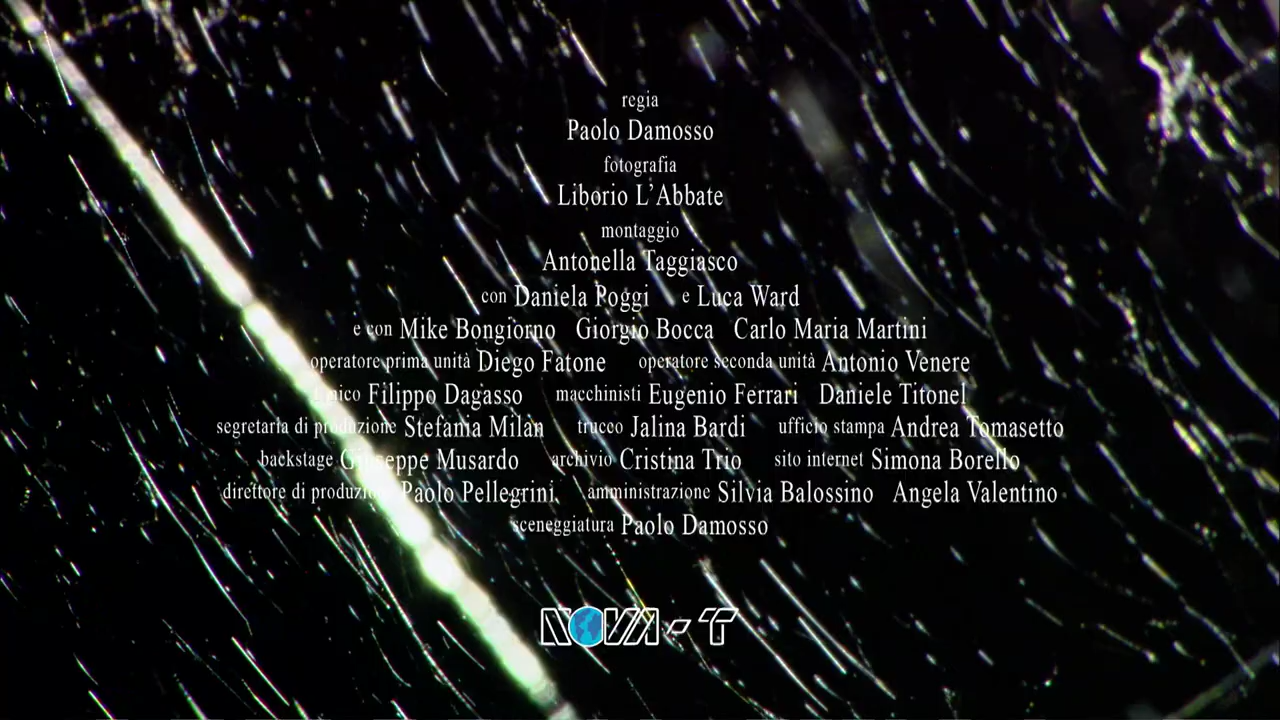 regia
Paolo Damosso
fotografia
Liborio L'Abbate
montaggio
Antonella Taggiasco
con Daniela Poggi e Luca Ward
e con Mike Bongiorno Giorgio Bocca Carlo Maria Martini
operatore prima unità Diego Fatone operatore seconda unità Antonio Venere
Filippo Dagasso macchinisti Eugenio Ferrari Daniele Titonel
segretaria di produzione Stefania Milàn trucco Jalina Bardi ufficio stampa Andrea Tomasetto
backstage Giuseppe Musardo archivio Cristina Trio sito internet Simona Borello
direttore di produzione Paolo Pellegrini amministrazione Silvia Balossino Angela Valentino
sceneggiatura Paolo Damosso
NOVA-T